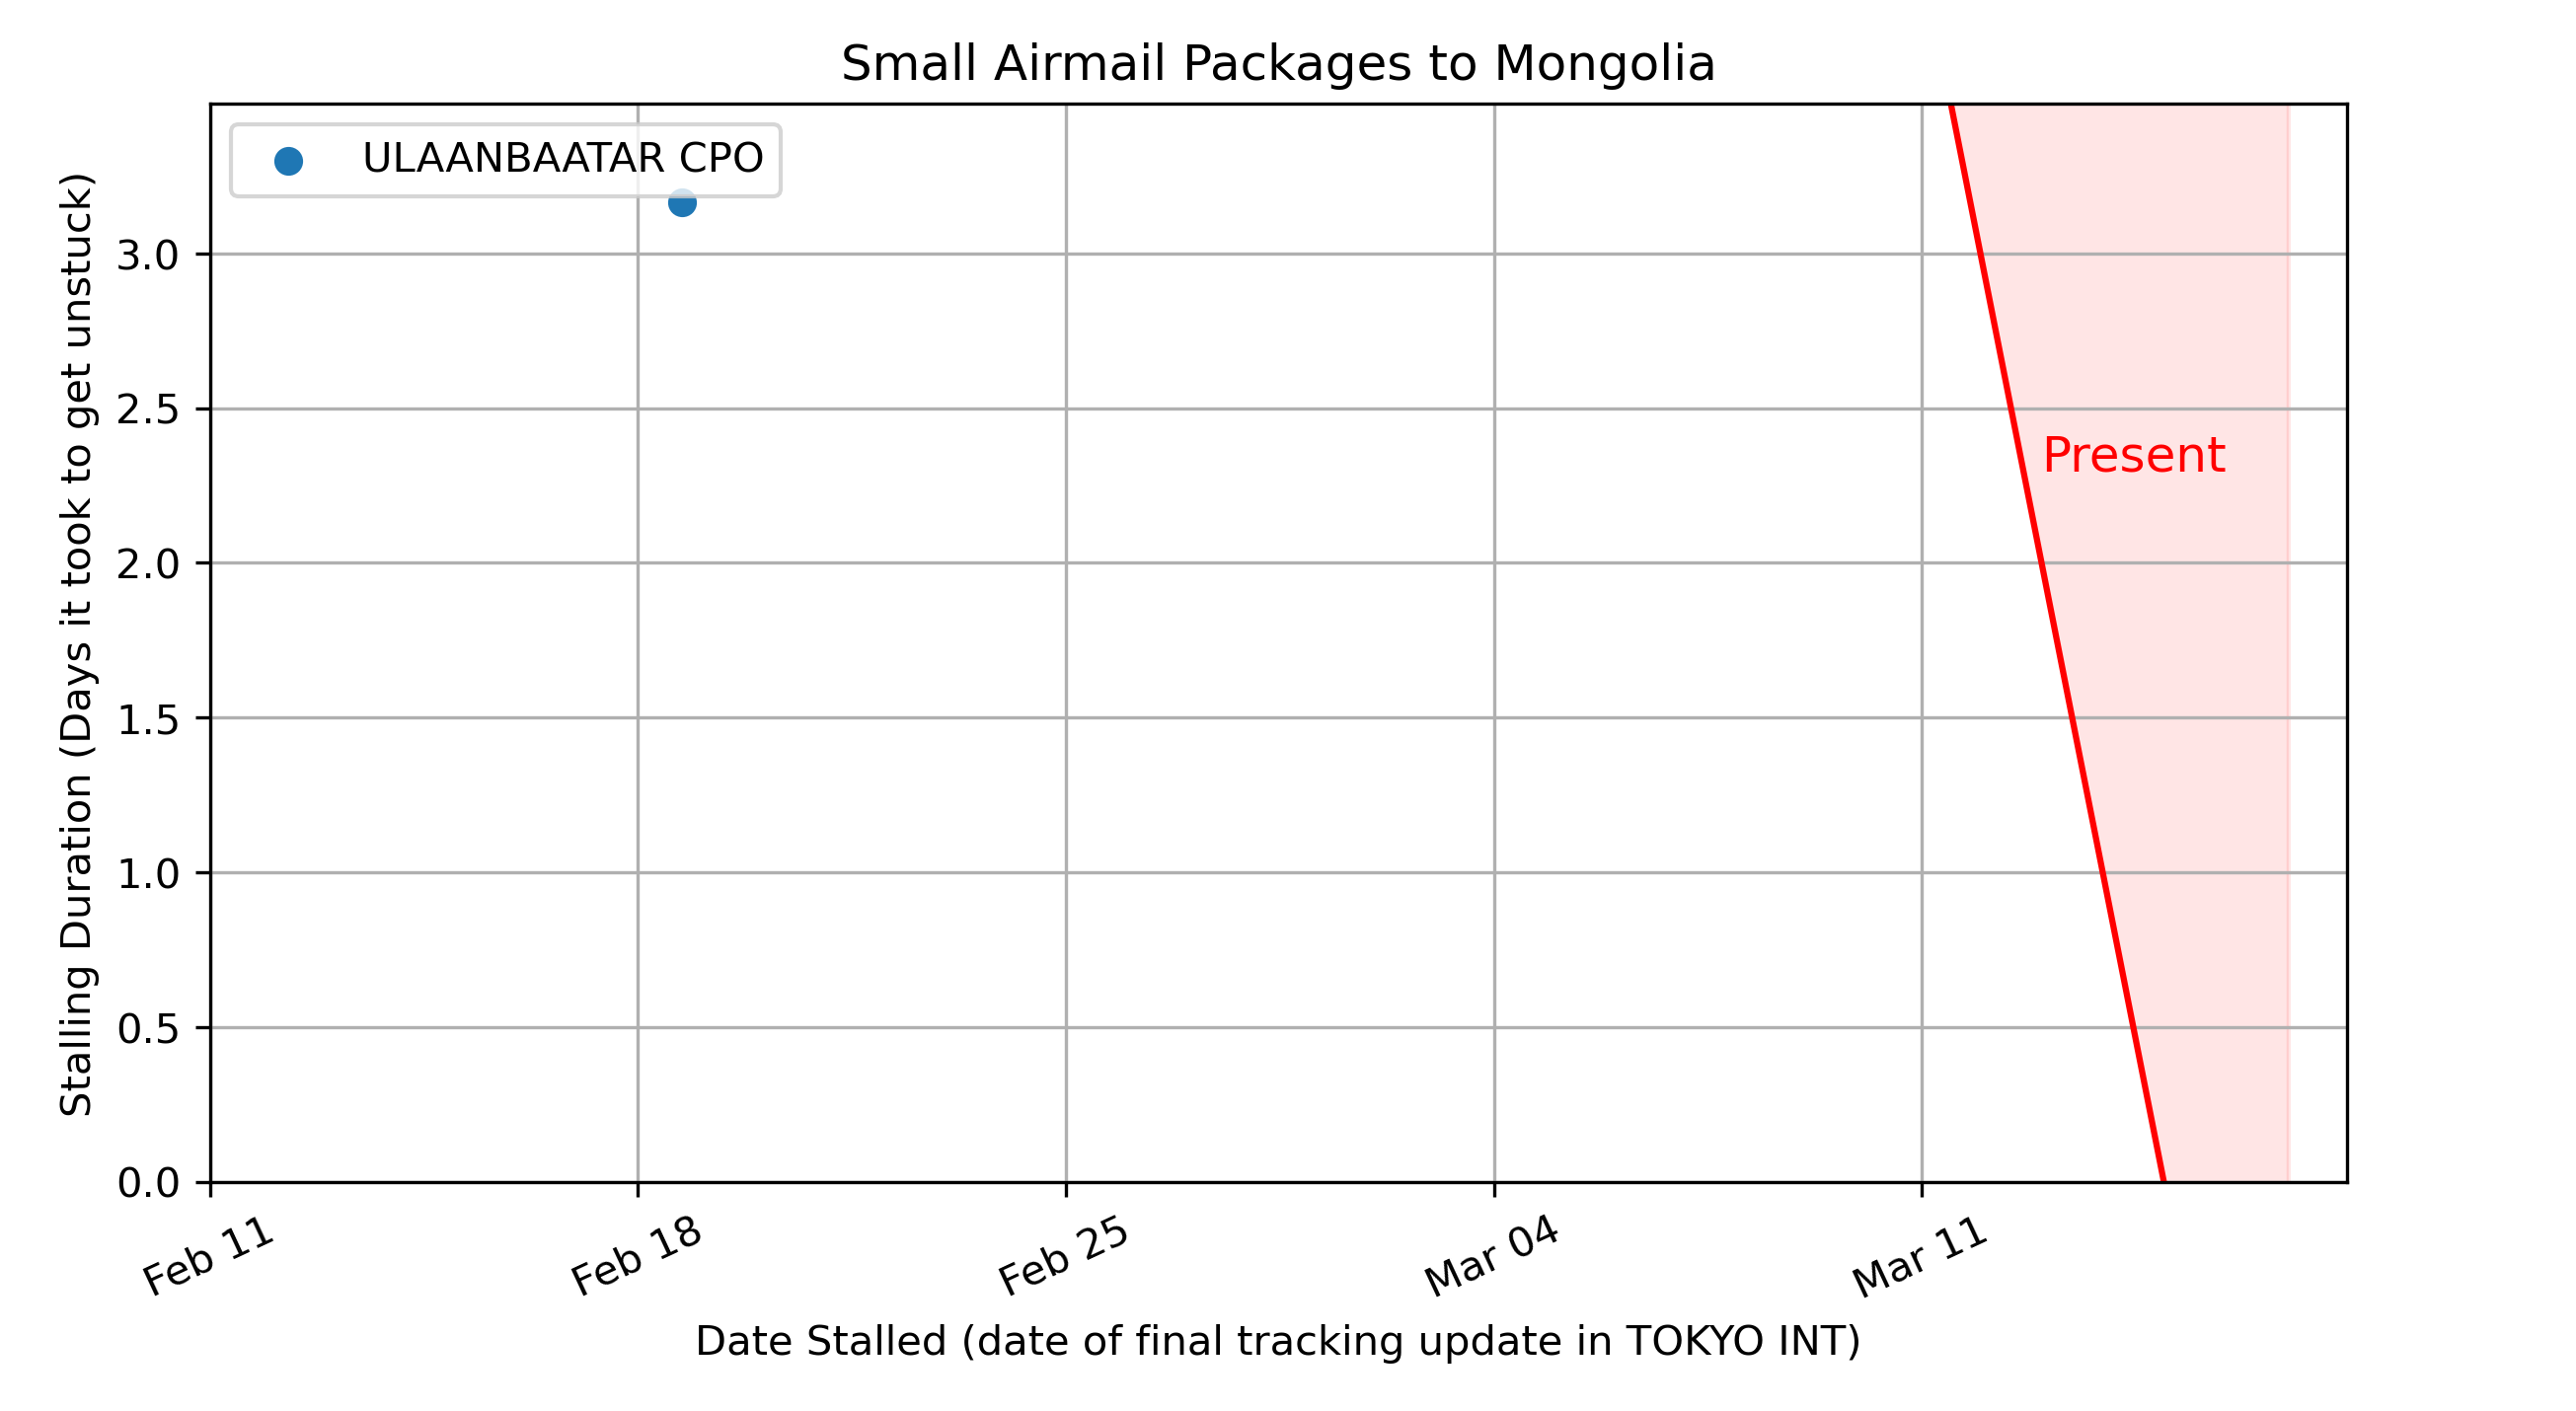 Small Airmail Packages to Mongolia
ULAANBAATAR CPO
Stalling Duration (Days it took to get unstuck)
3.0
2.5
2.0
1.5
1.0
0.5
0.0
Present
Feb 11
Feb 18
Feb 25
Mar 04
Mar 11
Date Stalled (date of final tracking update in TOKYO INT)